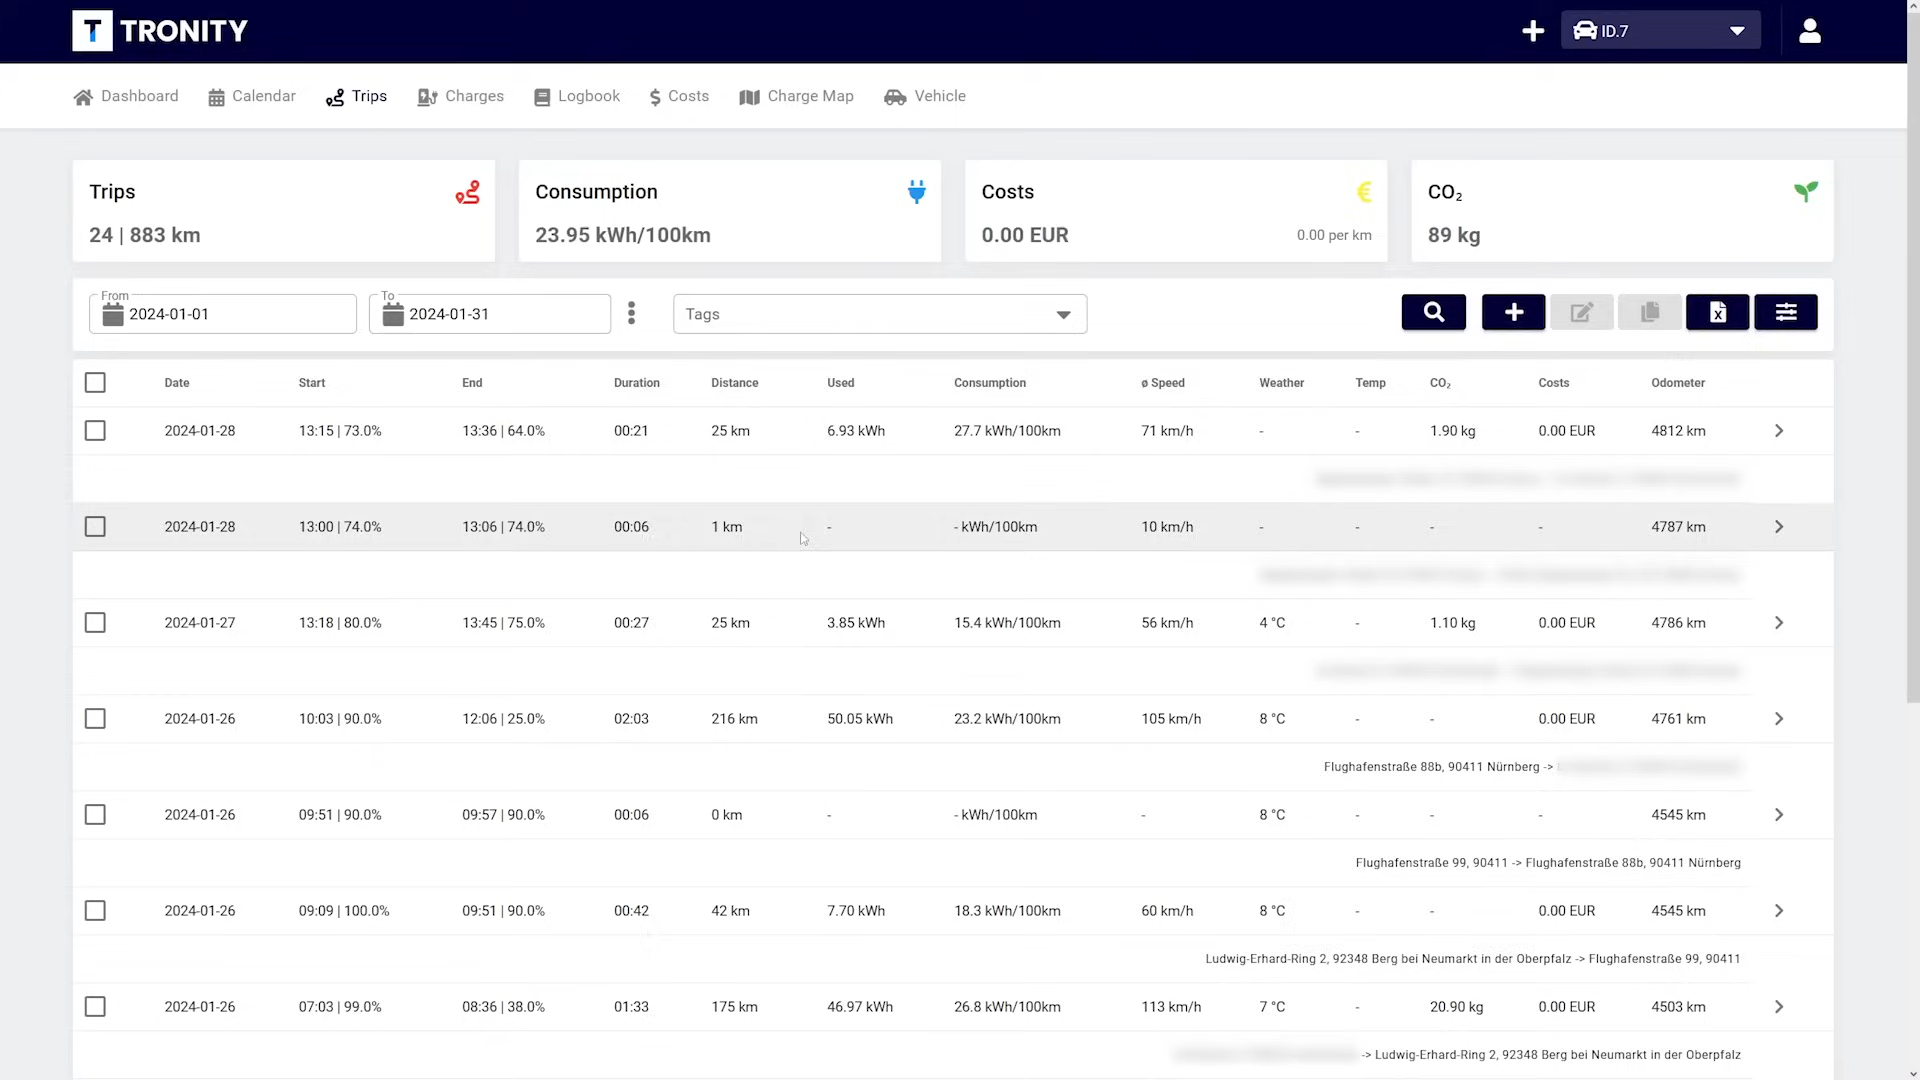 T TRONITY
ID.7
Dashboard Calendar Trips Charges Logbook $ Costs Charge Map Vehicle
Trips Consumption Costs € CO₂
24 | 883 km 23.95 kWh/100km 0.00 EUR 0.00 per km 89 kg
From To
2024-01-01 2024-01-31 Tags
Date Start End Duration Distance Used Consumption ø Speed Weather Temp CO₂ Costs Odometer
2024-01-28 13:15 | 73.0% 13:36 | 64.0% 00:21 25 km 6.93 kWh 27.7 kWh/100km 71 km/h - - 1.90 kg 0.00 EUR 4812 km
2024-01-28 13:00 | 74.0% 13:06 | 74.0% 00:06 1 km - - kWh/100km 10 km/h - - - - 4787 km
2024-01-27 13:18 | 80.0% 13:45 | 75.0% 00:27 25 km 3.85 kWh 15.4 kWh/100km 56 km/h 4 °C - 1.10 kg 0.00 EUR 4786 km
2024-01-26 10:03 | 90.0% 12:06 | 25.0% 02:03 216 km 50.05 kWh 23.2 kWh/100km 105 km/h 8 °C - - 0.00 EUR 4761 km
Flughafenstraße 88b, 90411 Nürnberg ->
2024-01-26 09:51 | 90.0% 09:57 | 90.0% 00:06 0 km - - kWh/100km - 8 °C - - - 4545 km
Flughafenstraße 99, 90411 -> Flughafenstraße 88b, 90411 Nürnberg
2024-01-26 09:09 | 100.0% 09:51 | 90.0% 00:42 42 km 7.70 kWh 18.3 kWh/100km 60 km/h 8 °C - - 0.00 EUR 4545 km
Ludwig-Erhard-Ring 2, 92348 Berg bei Neumarkt in der Oberpfalz -> Flughafenstraße 99, 90411
2024-01-26 07:03 | 99.0% 08:36 | 38.0% 01:33 175 km 46.97 kWh 26.8 kWh/100km 113 km/h 7 °C - 20.90 kg 0.00 EUR 4503 km
-> Ludwig-Erhard-Ring 2, 92348 Berg bei Neumarkt in der Oberpfalz